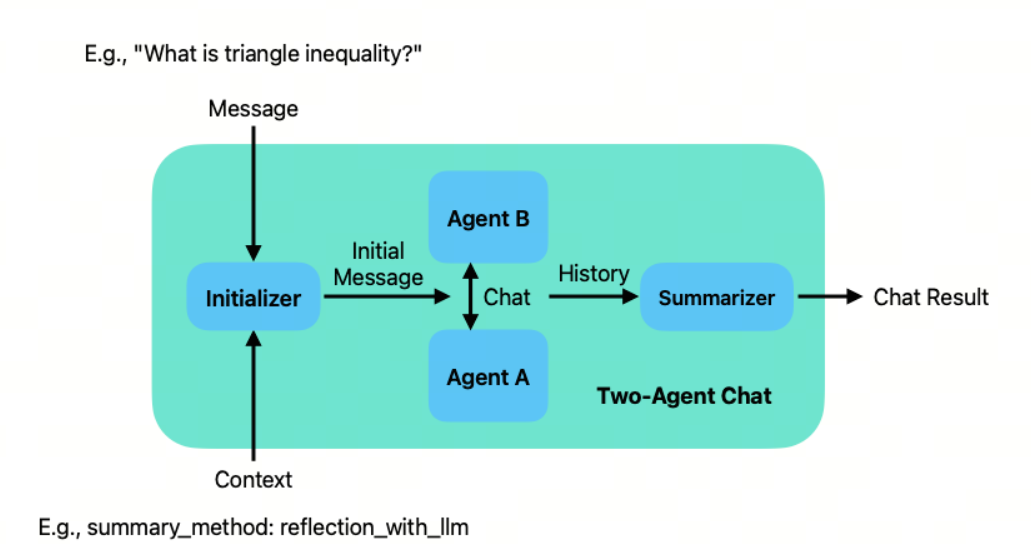 E.g., "What is triangle inequality?"
Message
Agent B
Initial
Message
History
Initializer
Chat
Summarizer
Chat Result
Agent A
Two-Agent Chat
Context
E.g., summary_method: reflection_with_llm